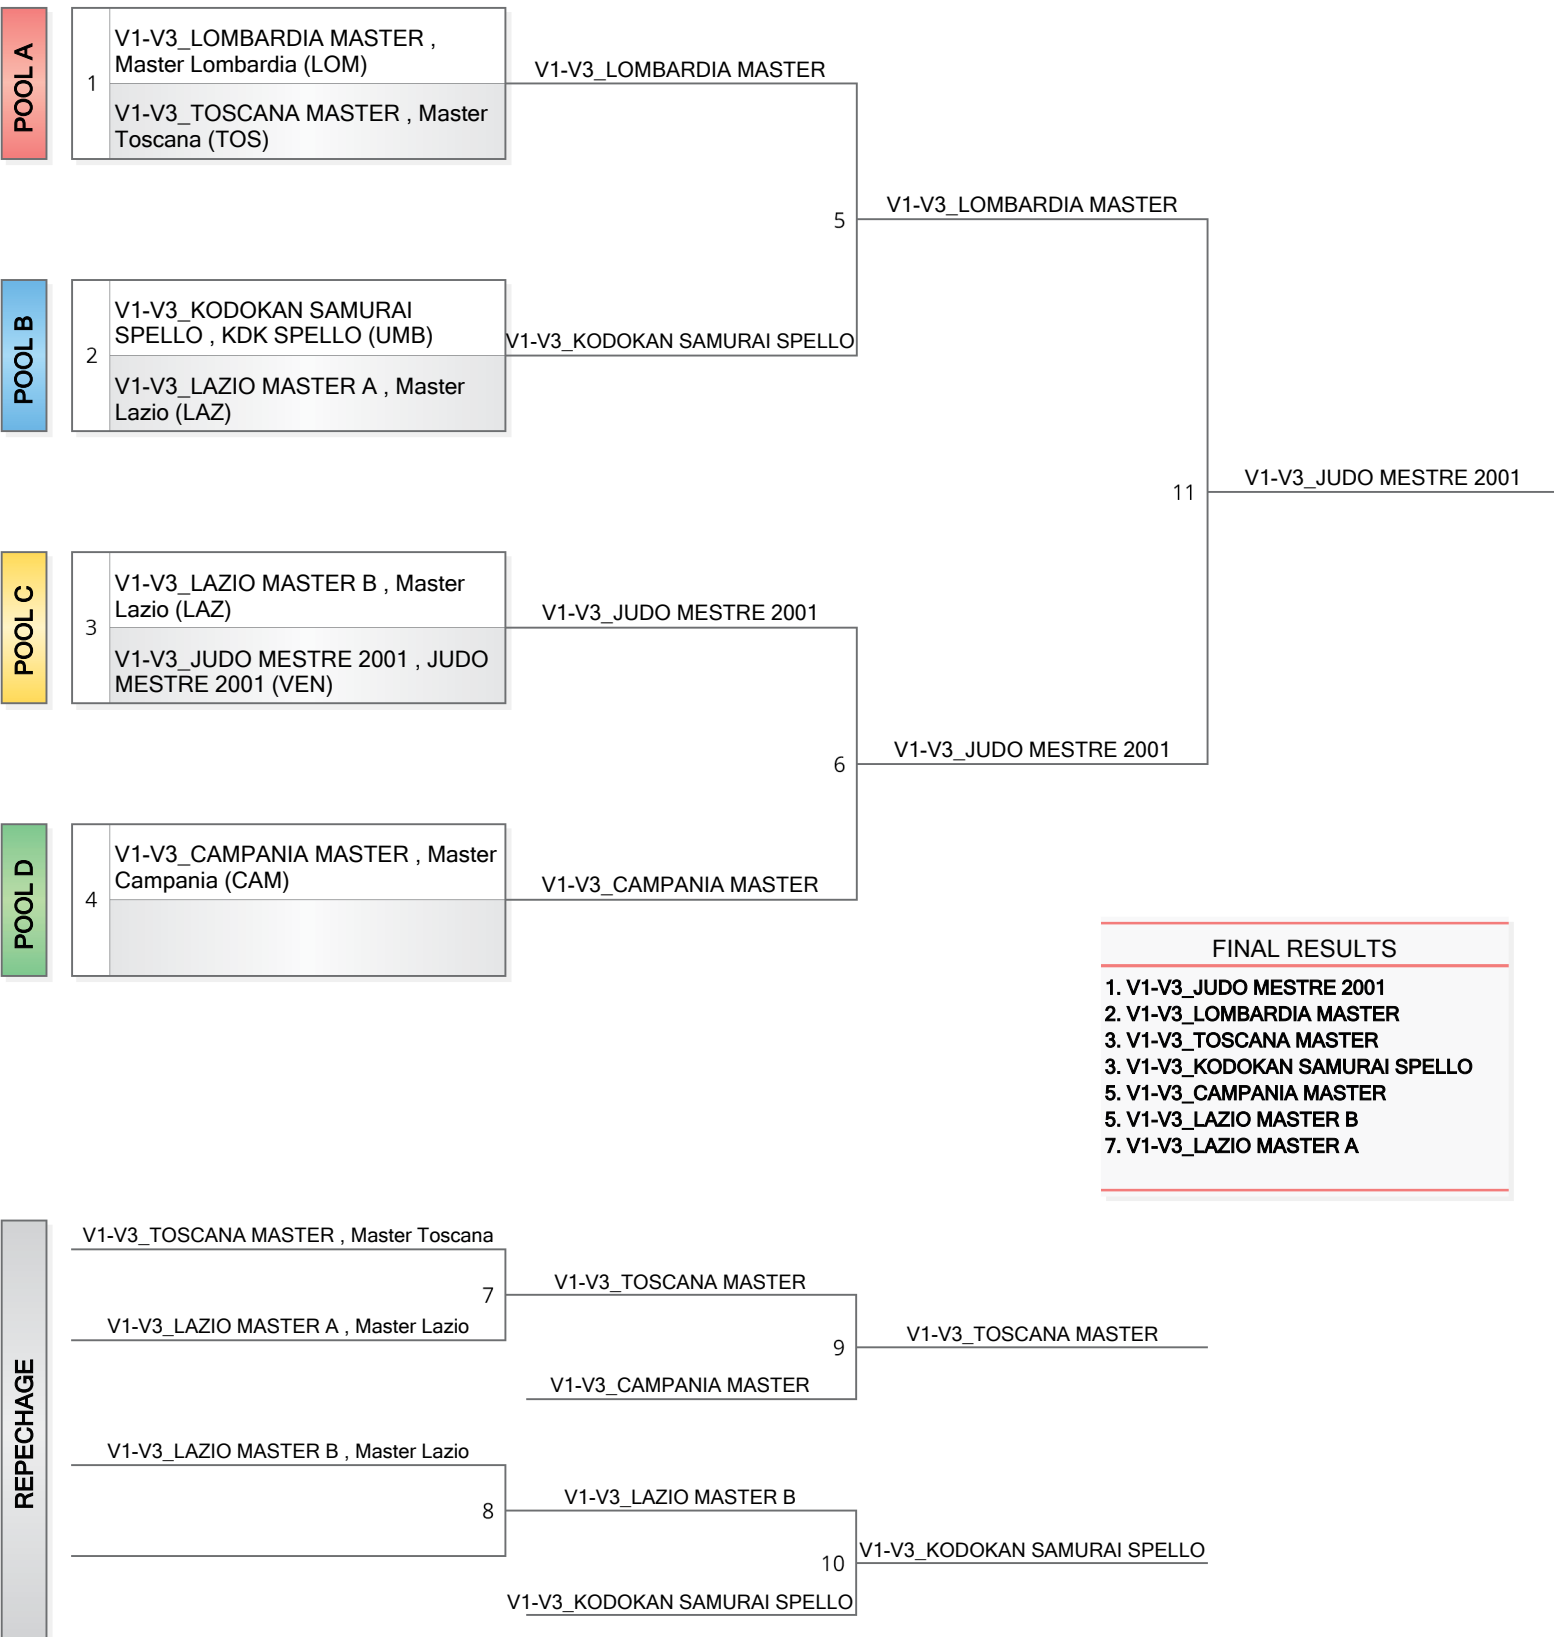 POOL A
1
V1-V3_LOMBARDIA MASTER ,
Master Lombardia (LOM)
V1-V3_TOSCANA MASTER , Master
Toscana (TOS)
V1-V3_LOMBARDIA MASTER
5
V1-V3_LOMBARDIA MASTER
POOL B
2
V1-V3_KODOKAN SAMURAI
SPELLO , KDK SPELLO (UMB)
V1-V3_LAZIO MASTER A , Master
Lazio (LAZ)
V1-V3_KODOKAN SAMURAI SPELLO
11
V1-V3_JUDO MESTRE 2001
POOL C
3
V1-V3_LAZIO MASTER B , Master
Lazio (LAZ)
V1-V3_JUDO MESTRE 2001 , JUDO
MESTRE 2001 (VEN)
V1-V3_JUDO MESTRE 2001
6
V1-V3_JUDO MESTRE 2001
POOL D
4
V1-V3_CAMPANIA MASTER , Master
Campania (CAM)
V1-V3_CAMPANIA MASTER
FINAL RESULTS
1. V1-V3_JUDO MESTRE 2001
2. V1-V3_LOMBARDIA MASTER
3. V1-V3_TOSCANA MASTER
3. V1-V3_KODOKAN SAMURAI SPELLO
5. V1-V3_CAMPANIA MASTER
5. V1-V3_LAZIO MASTER B
7. V1-V3_LAZIO MASTER A
REPECHAGE
V1-V3_TOSCANA MASTER , Master Toscana
7
V1-V3_LAZIO MASTER A , Master Lazio
V1-V3_TOSCANA MASTER
9
V1-V3_CAMPANIA MASTER
V1-V3_TOSCANA MASTER
V1-V3_LAZIO MASTER B , Master Lazio
8
V1-V3_LAZIO MASTER B
10
V1-V3_KODOKAN SAMURAI SPELLO
V1-V3_KODOKAN SAMURAI SPELLO